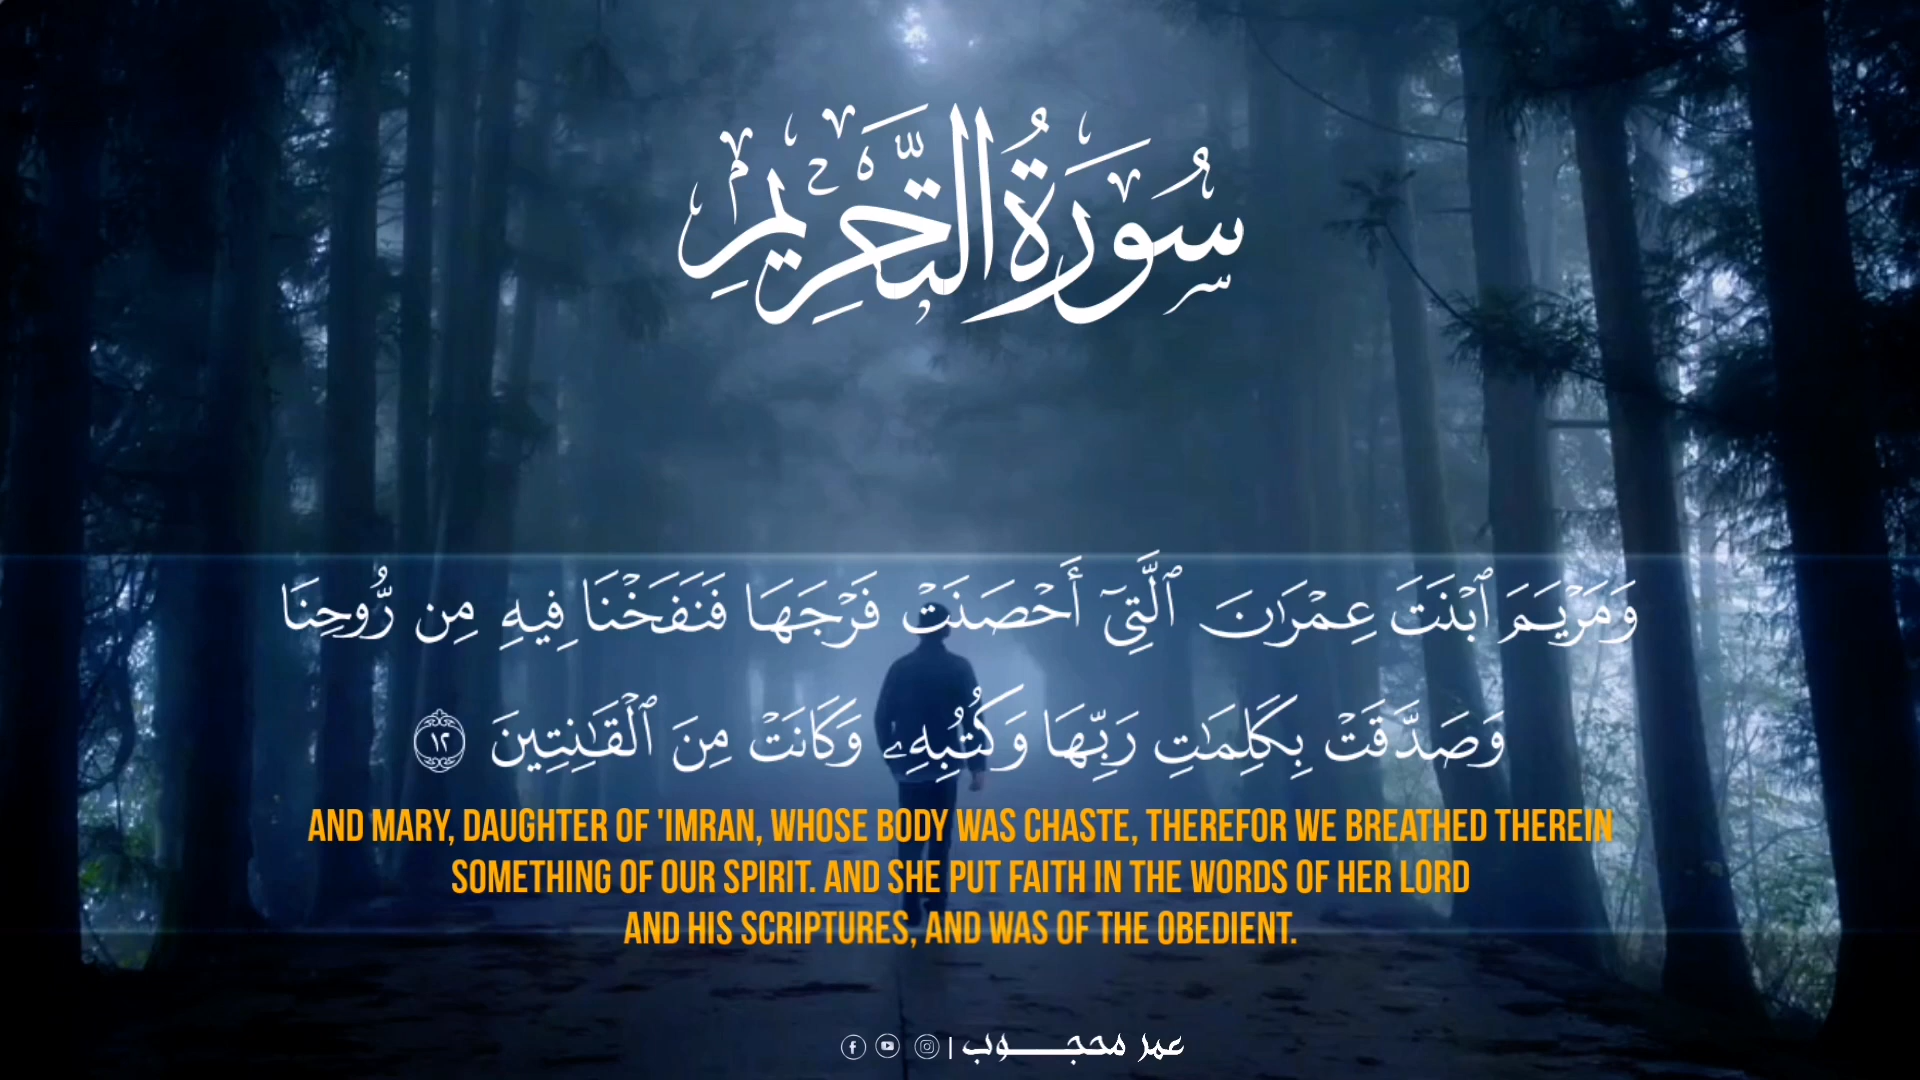 سُورَةُ التَّحْرِيمِ
وَمَرْيَمَ ٱبْنَتَ عِمْرَٰنَ ٱلَّتِىٓ أَحْصَنَتْ فَرْجَهَا فَنَفَخْنَا فِيهِ مِن رُّوحِنَا
وَصَدَّقَتْ بِكَلِمَٰتِ رَبِّهَا وَكُتُبِهِۦ وَكَانَتْ مِنَ ٱلْقَٰنِتِينَ ١٢
AND MARY, DAUGHTER OF 'IMRAN, WHOSE BODY WAS CHASTE, THEREFOR WE BREATHED THEREIN
SOMETHING OF OUR SPIRIT. AND SHE PUT FAITH IN THE WORDS OF HER LORD
AND HIS SCRIPTURES, AND WAS OF THE OBEDIENT.
عمر محجـــوب |